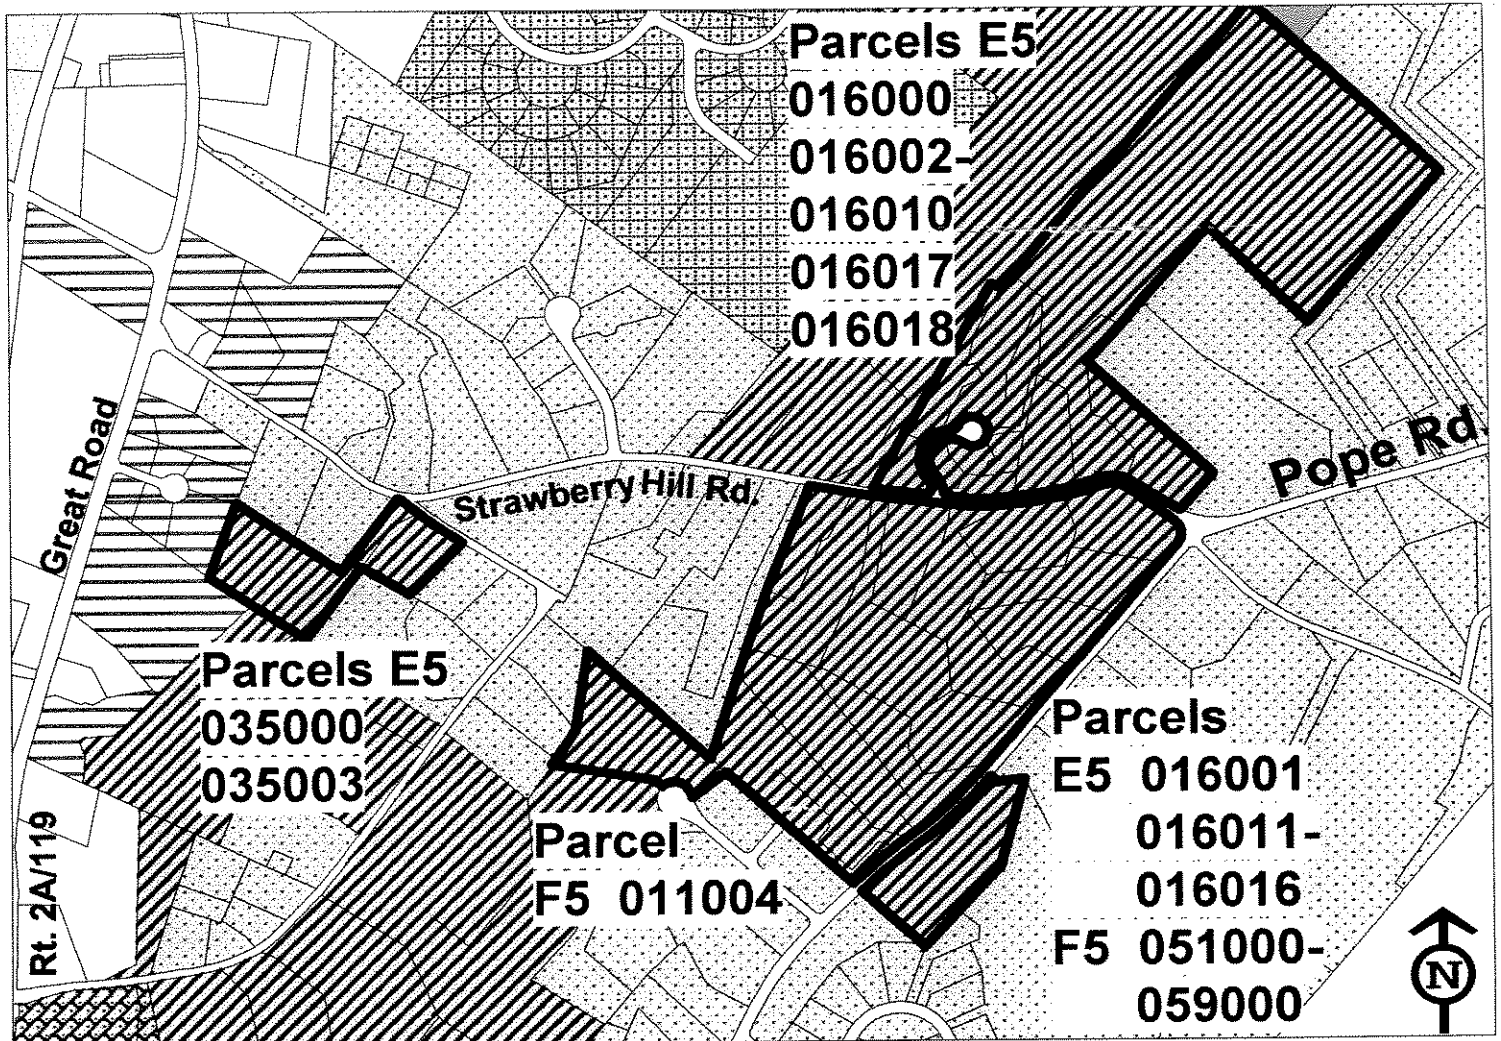 Parcels E5
016000
016002-
016010
016017
016018
Great Road
Strawberry Hill Rd.
Pope Rd.
Parcels E5
035000
035003
Rt. 2A/119
Parcel
F5 011004
Parcels
E5 016001
016011-
016016
F5 051000-
059000
N